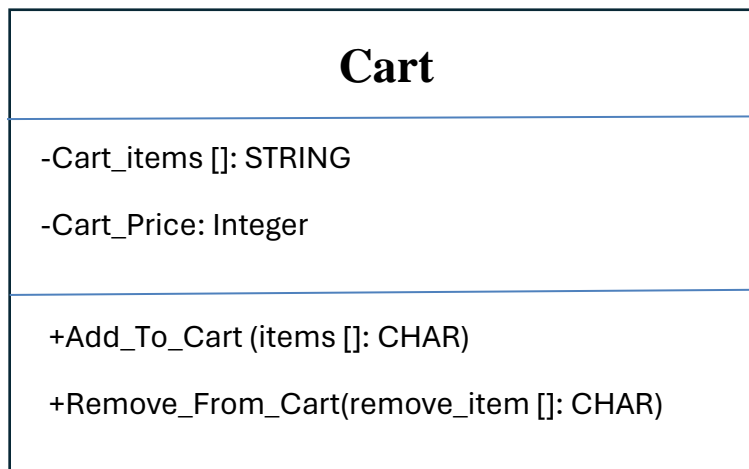 Cart
-Cart_items []: STRING
-Cart_Price: Integer
+Add_To_Cart (items []: CHAR)
+Remove_From_Cart(remove_item []: CHAR)